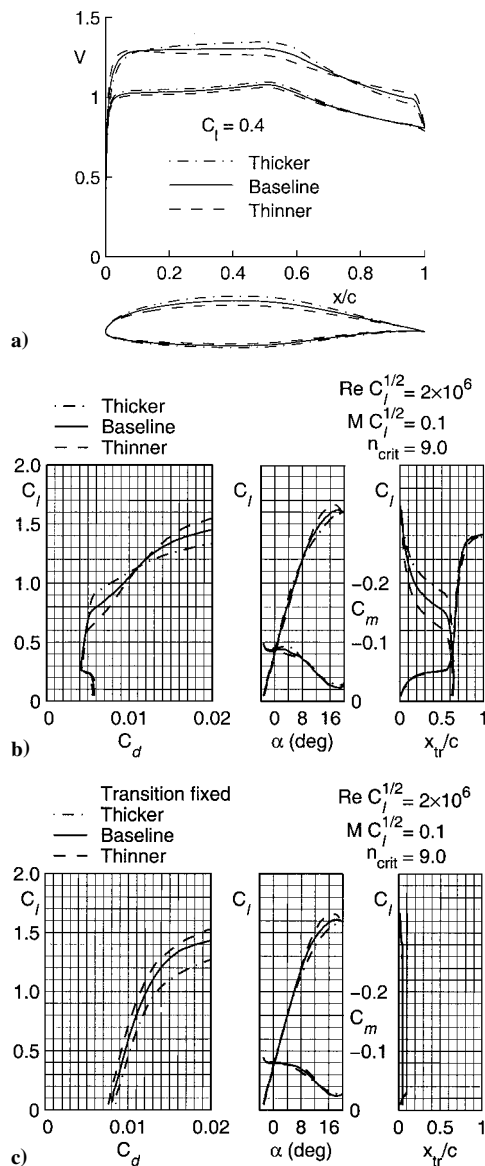 1.5
V
1
0.5
0
C_l = 0.4
Thicker
Baseline
Thinner
0 0.2 0.4 0.6 0.8 1
x/c
a)
Thicker
Baseline
Thinner
Re C_l^{1/2} = 2×10^6
M C_l^{1/2} = 0.1
n_crit = 9.0
2.0
C_l
1.5
1.0
0.5
0
0.01 0.02
C_d
C_l
-0.2
C_m
-0.1
0
0 8 16
α (deg)
C_l
0 0.5 1
x_tr/c
b)
Transition fixed
Thicker
Baseline
Thinner
Re C_l^{1/2} = 2×10^6
M C_l^{1/2} = 0.1
n_crit = 9.0
2.0
C_l
1.5
1.0
0.5
0
0 0.01 0.02
C_d
C_l
-0.2
C_m
-0.1
0
0 8 16
α (deg)
C_l
0 0.5 1
x_tr/c
c)